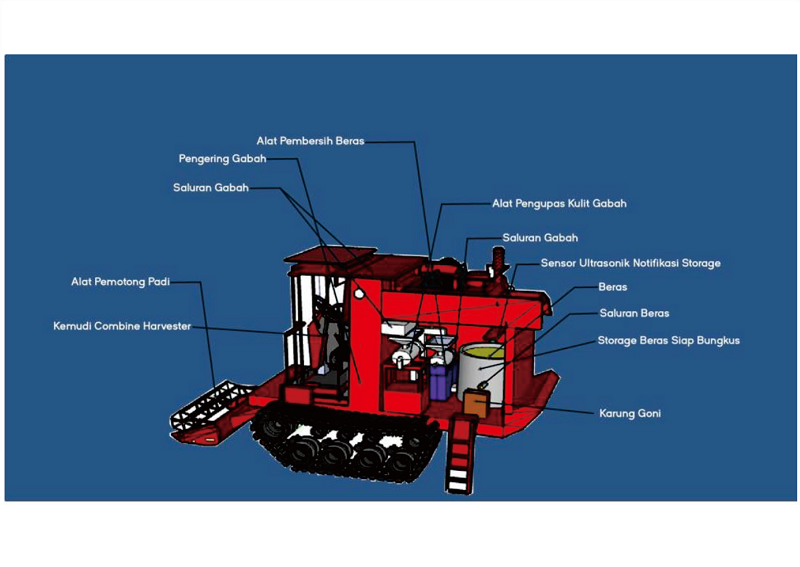 Alat Pembersih Beras
Pengering Gabah
Saluran Gabah
Alat Pengupas Kulit Gabah
Saluran Gabah
Sensor Ultrasonik Notifikasi Storage
Alat Pemotong Padi
Beras
Saluran Beras
Kemudi Combine Harvester
Storage Beras Siap Bungkus
Karung Goni